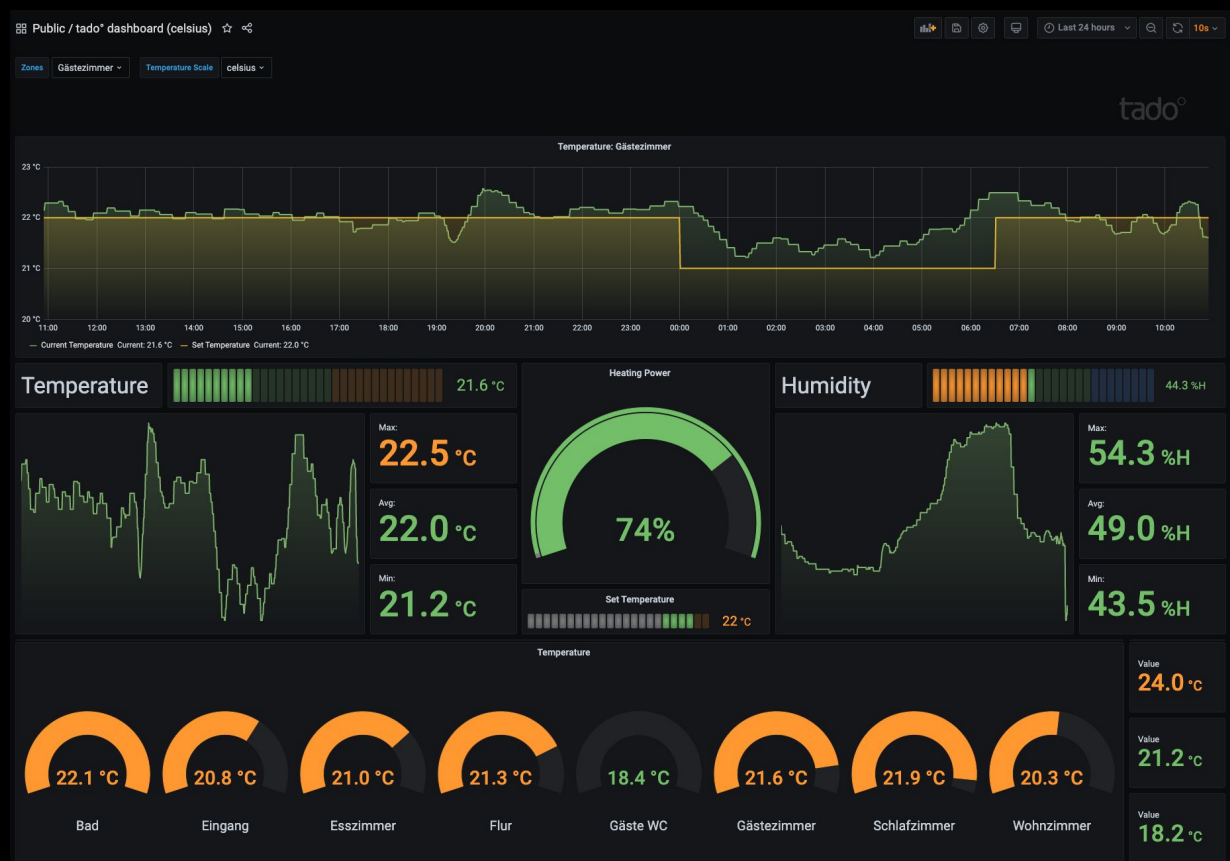 Public / tado° dashboard (celsius)
Last 24 hours
10s
Zones
Gästezimmer
Temperature Scale
celsius
tado°
Temperature: Gästezimmer
23 °C
22 °C
21 °C
20 °C
11:00 12:00 13:00 14:00 15:00 16:00 17:00 18:00 19:00 20:00 21:00 22:00 23:00 00:00 01:00 02:00 03:00 04:00 05:00 06:00 07:00 08:00 09:00 10:00
Current Temperature Current: 21.6 °C
Set Temperature Current: 22.0 °C
Temperature
21.6 °C
Max:
22.5 °C
Avg:
22.0 °C
Min:
21.2 °C
Heating Power
74%
Set Temperature
22 °C
Humidity
44.3 %H
Max:
54.3 %H
Avg:
49.0 %H
Min:
43.5 %H
Temperature
22.1 °C
Bad
20.8 °C
Eingang
21.0 °C
Esszimmer
21.3 °C
Flur
18.4 °C
Gäste WC
21.6 °C
Gästezimmer
21.9 °C
Schlafzimmer
20.3 °C
Wohnzimmer
Value
24.0 °C
Value
21.2 °C
Value
18.2 °C